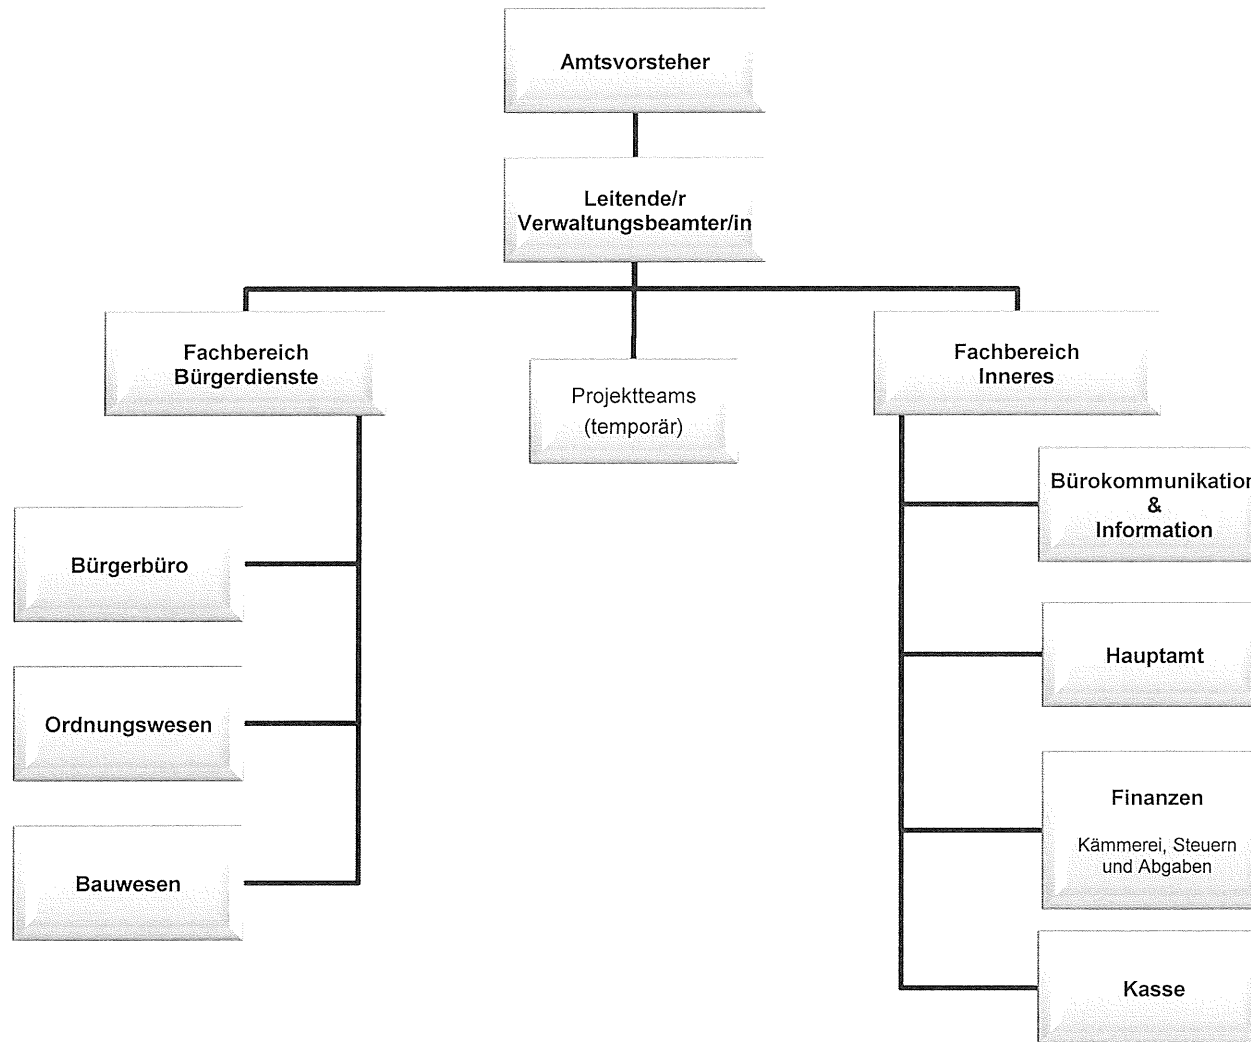 Amtsvorsteher
Leitende/r
Verwaltungsbeamter/in
Fachbereich
Bürgerdienste
Projektteams
(temporär)
Fachbereich
Inneres
Bürgerbüro
Ordnungswesen
Bauwesen
Bürokommunikation
&
Information
Hauptamt
Finanzen
Kämmerei, Steuern
und Abgaben
Kasse